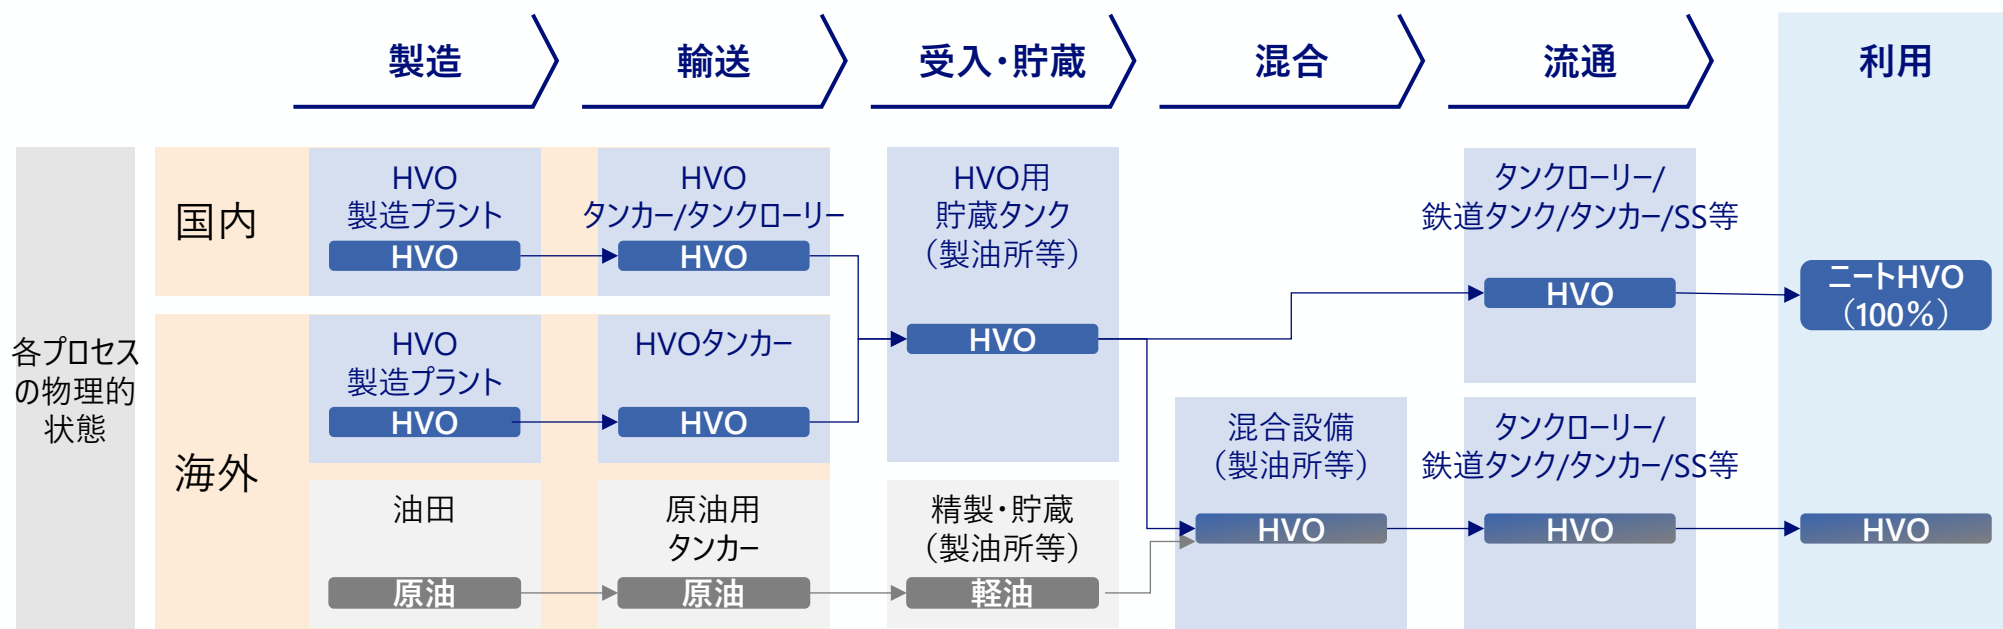 製造
輸送
受入・貯蔵
混合
流通
利用
各プロセス
の物理的
状態
国内
HVO
製造プラント
HVO
HVO
タンカー/タンクローリー
HVO
HVO用
貯蔵タンク
（製油所等）
HVO
タンクローリー/
鉄道タンク/タンカー/SS等
HVO
ニートHVO
（100％）
海外
HVO
製造プラント
HVO
HVOタンカー
HVO
油田
原油
原油用
タンカー
原油
精製・貯蔵
（製油所等）
軽油
混合設備
（製油所等）
HVO
タンクローリー/
鉄道タンク/タンカー/SS等
HVO
HVO